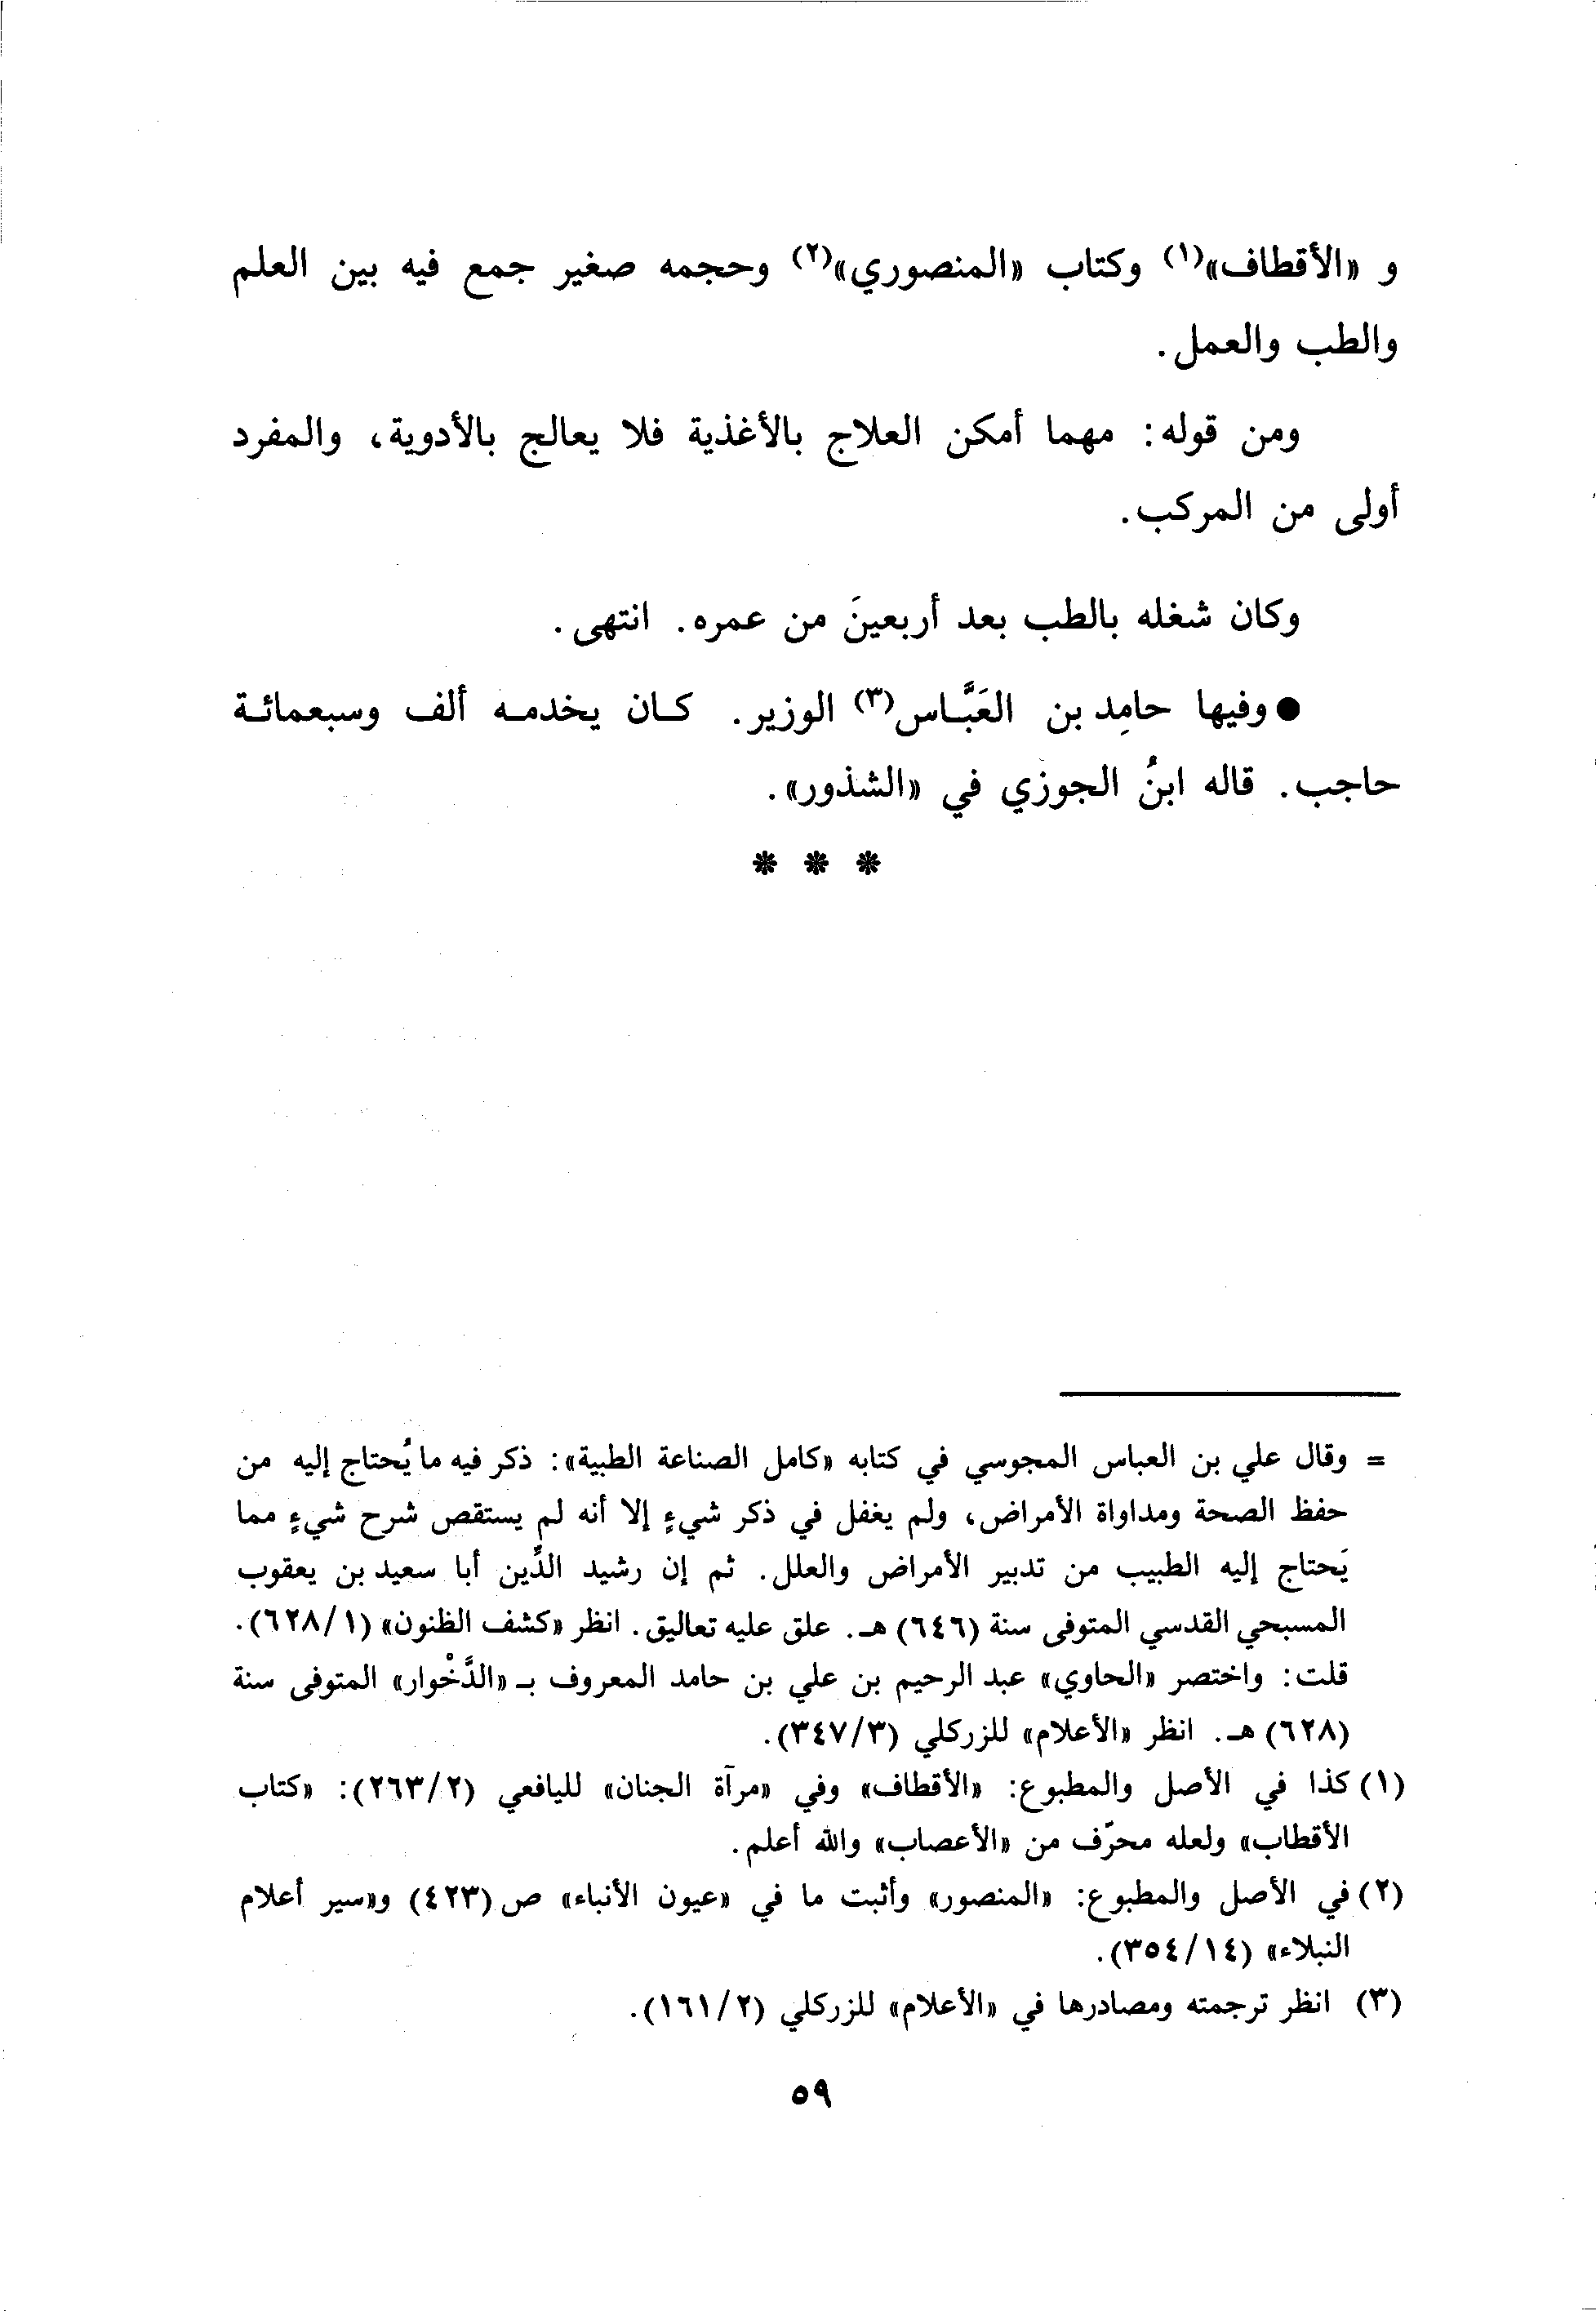 و «الأقطاف»(١) وكتاب «المنصوري»(٢) وحجمه صغير جمع فيه بين العلم
والطب والعمل.
ومن قوله: مهما أمكن العلاج بالأغذية فلا يعالج بالأدوية، والمفرد
أولى من المركب.
وكان شغله بالطب بعد أربعينَ من عمره. انتهى.
● وفيها حامِد بن العَبَّاس(٣) الوزير. كان يخدمه ألف وسبعمائة
حاجب. قاله ابنُ الجوزي في «الشذور».
* * *
= وقال علي بن العباس المجوسي في كتابه «كامل الصناعة الطبية»: ذكر فيه ما يُحتاج إليه من
حفظ الصحة ومداواة الأمراض، ولم يغفل في ذكر شيءٍ إلا أنه لم يستقص شرح شيءٍ مما
يَحتاج إليه الطبيب من تدبير الأمراض والعلل. ثم إن رشيد الدِّين أبا سعيد بن يعقوب
المسبحي القدسي المتوفى سنة (٦٤٦) هـ. علق عليه تعاليق. انظر «كشف الظنون» (١/٦٢٨).
قلت: واختصر «الحاوي» عبد الرحيم بن علي بن حامد المعروف بـ «الدَّخْوار» المتوفى سنة
(٦٢٨) هـ. انظر «الأعلام» للزركلي (٣/٣٤٧).
(١) كذا في الأصل والمطبوع: «الأقطاف» وفي «مرآة الجنان» لليافعي (٢/٢٦٣): «كتاب
الأقطاب» ولعله محرّف من «الأعصاب» والله أعلم.
(٢) في الأصل والمطبوع: «المنصور» وأثبت ما في «عيون الأنباء» ص (٤٢٣) و«سير أعلام
النبلاء» (١٤/٣٥٤).
(٣) انظر ترجمته ومصادرها في «الأعلام» للزركلي (٢/١٦١).
٥٩